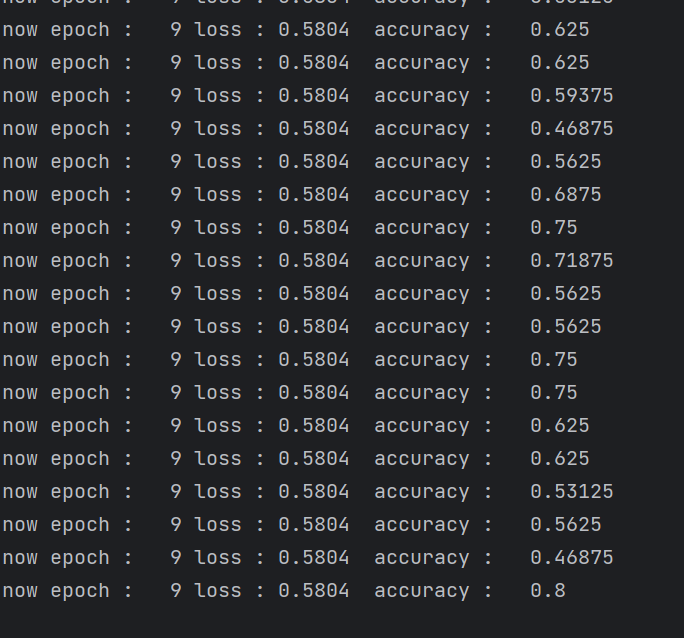 now epoch :   9 loss : 0.5804  accuracy :   0.625
now epoch :   9 loss : 0.5804  accuracy :   0.625
now epoch :   9 loss : 0.5804  accuracy :   0.59375
now epoch :   9 loss : 0.5804  accuracy :   0.46875
now epoch :   9 loss : 0.5804  accuracy :   0.5625
now epoch :   9 loss : 0.5804  accuracy :   0.6875
now epoch :   9 loss : 0.5804  accuracy :   0.75
now epoch :   9 loss : 0.5804  accuracy :   0.71875
now epoch :   9 loss : 0.5804  accuracy :   0.5625
now epoch :   9 loss : 0.5804  accuracy :   0.5625
now epoch :   9 loss : 0.5804  accuracy :   0.75
now epoch :   9 loss : 0.5804  accuracy :   0.75
now epoch :   9 loss : 0.5804  accuracy :   0.625
now epoch :   9 loss : 0.5804  accuracy :   0.625
now epoch :   9 loss : 0.5804  accuracy :   0.53125
now epoch :   9 loss : 0.5804  accuracy :   0.5625
now epoch :   9 loss : 0.5804  accuracy :   0.46875
now epoch :   9 loss : 0.5804  accuracy :   0.8